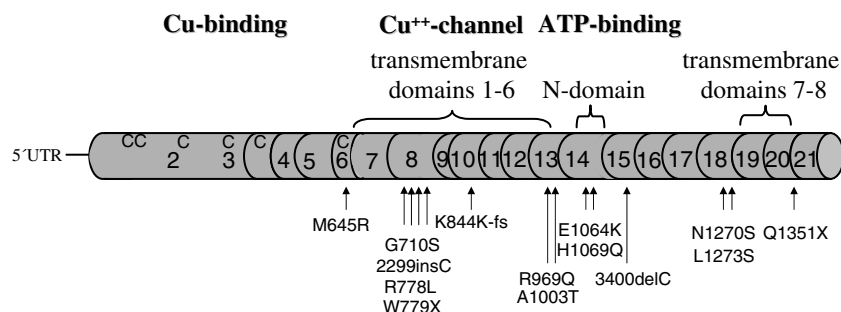 Cu-binding Cu++-channel ATP-binding
transmembrane domains 1-6
N-domain
transmembrane domains 7-8
CC C C C C
5´UTR 2 3 4 5 6 7 8 9 10 11 12 13 14 15 16 17 18 19 20 21
M645R
G710S
2299insC
R778L
W779X
K844K-fs
R969Q
A1003T
E1064K
H1069Q
3400delC
N1270S
L1273S
Q1351X